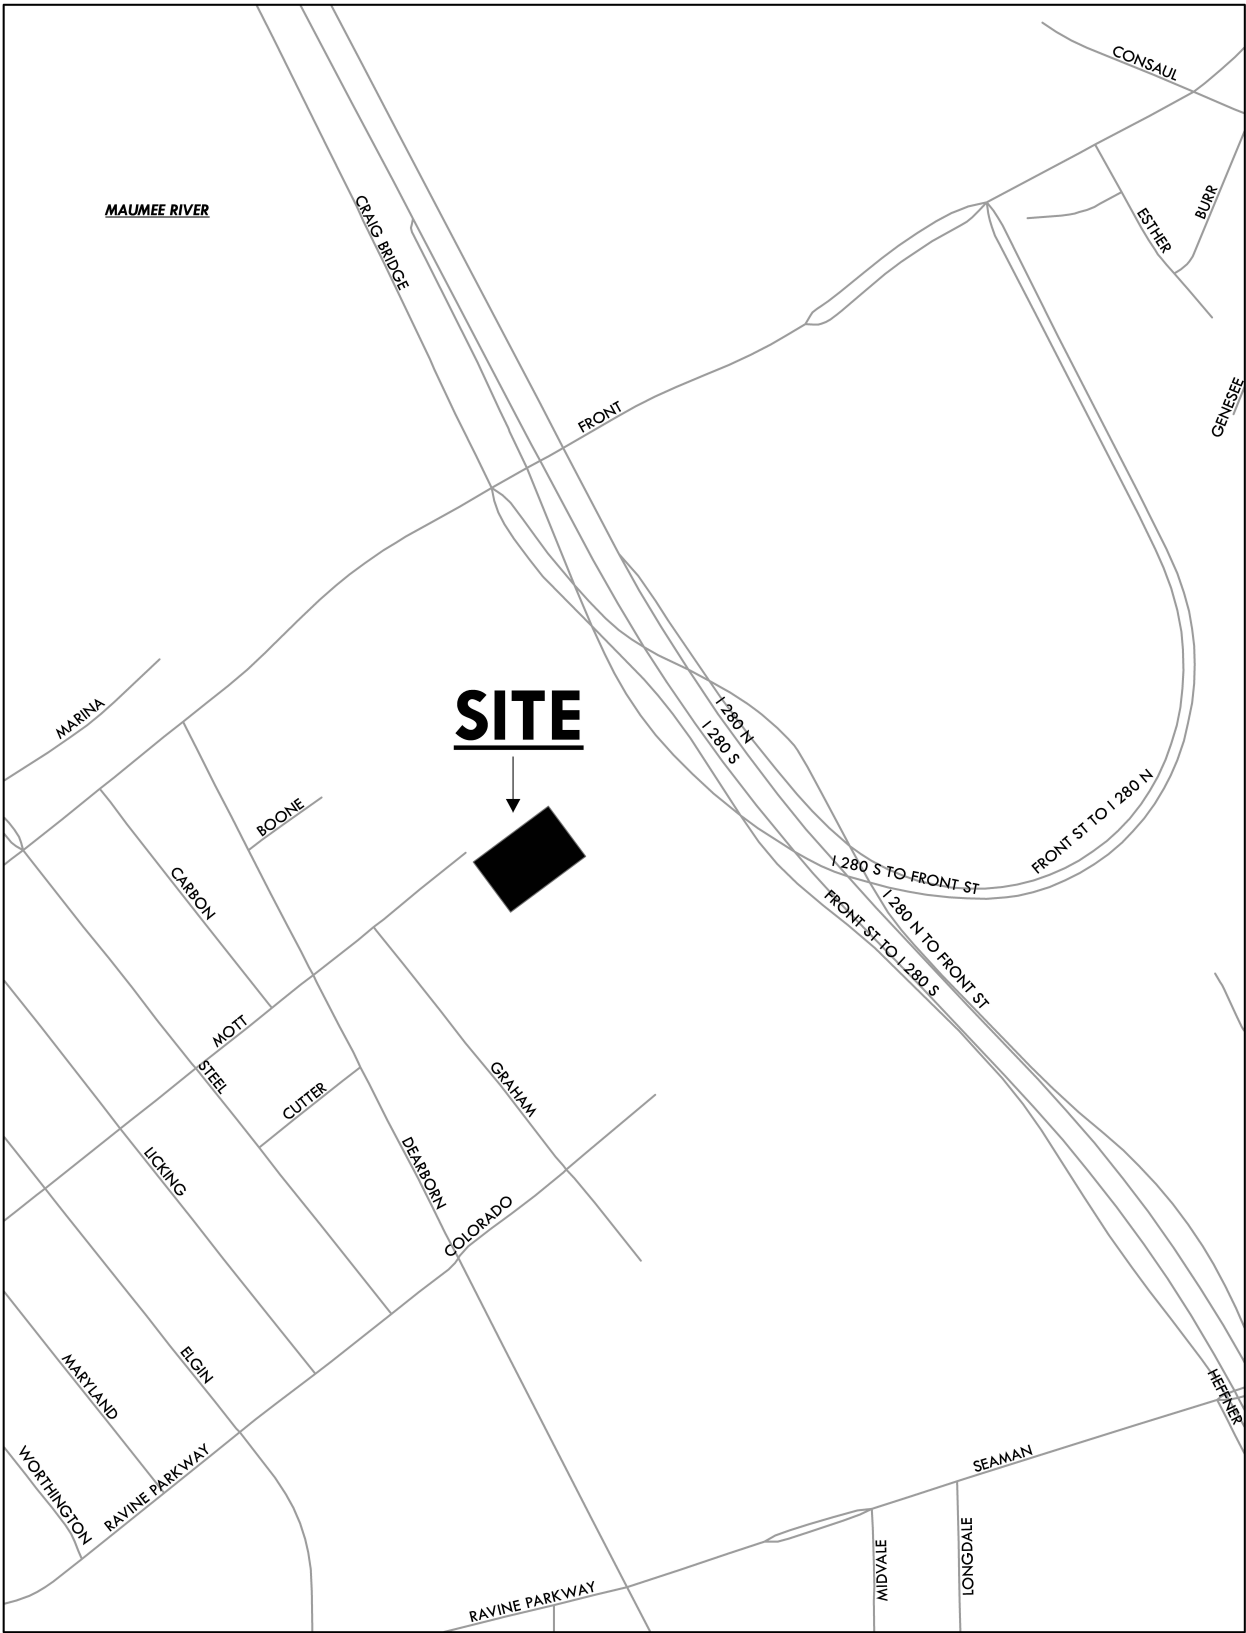 CONSAUL
MAUMEE RIVER
CRAIG BRIDGE
BURR
ESTHER
GENESEE
FRONT
MARINA
SITE
I 280 N
I 280 S
BOONE
FRONT ST TO I 280 N
I 280 S TO FRONT ST
CARBON
FRONT ST TO I 280 S
I 280 N TO FRONT ST
MOTT
STEEL
CUTTER
GRAHAM
LICKING
DEARBORN
COLORADO
ELGIN
MARYLAND
HEFFNER
WORTHINGTON
RAVINE PARKWAY
SEAMAN
MIDVALE
LONGDALE
RAVINE PARKWAY